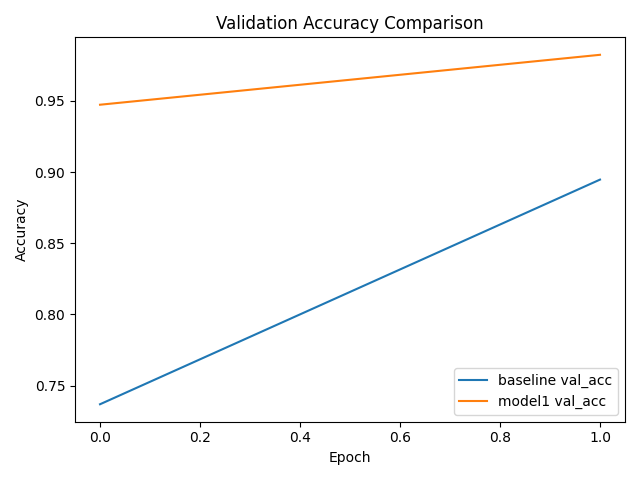 Validation Accuracy Comparison
Accuracy
0.95
0.90
0.85
0.80
0.75
baseline val_acc
model1 val_acc
0.0 0.2 0.4 0.6 0.8 1.0
Epoch